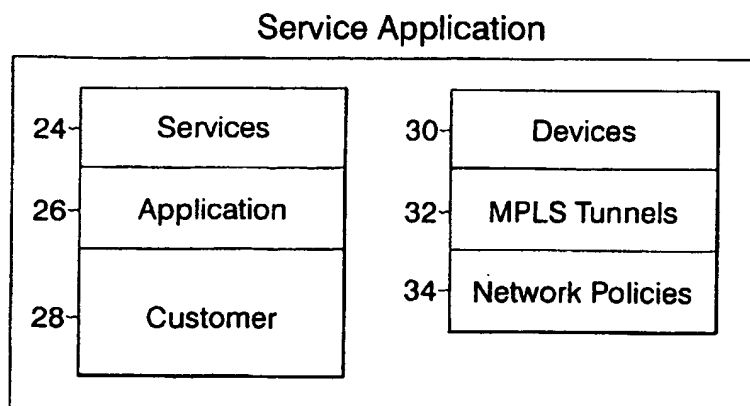 Service Application
24 Services
26 Application
28 Customer
30 Devices
32 MPLS Tunnels
34 Network Policies